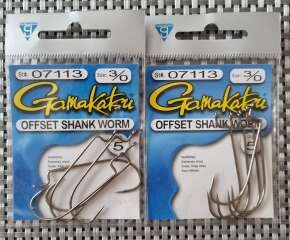 Stk. 07113 Size: 3/0
Gamakatsu
OFFSET SHANK WORM
5
Stk. 07113 Size: 3/0
Gamakatsu
OFFSET SHANK WORM
5